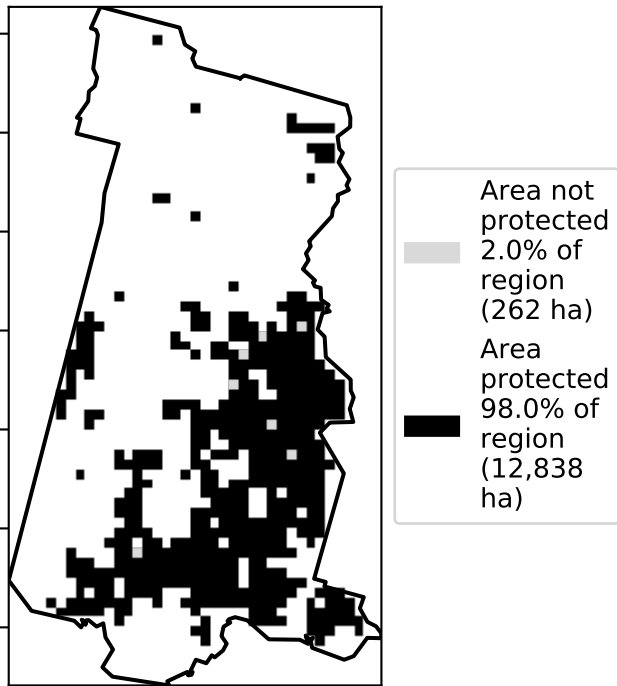 Area not
protected
2.0% of
region
(262 ha)
Area
protected
98.0% of
region
(12,838
ha)